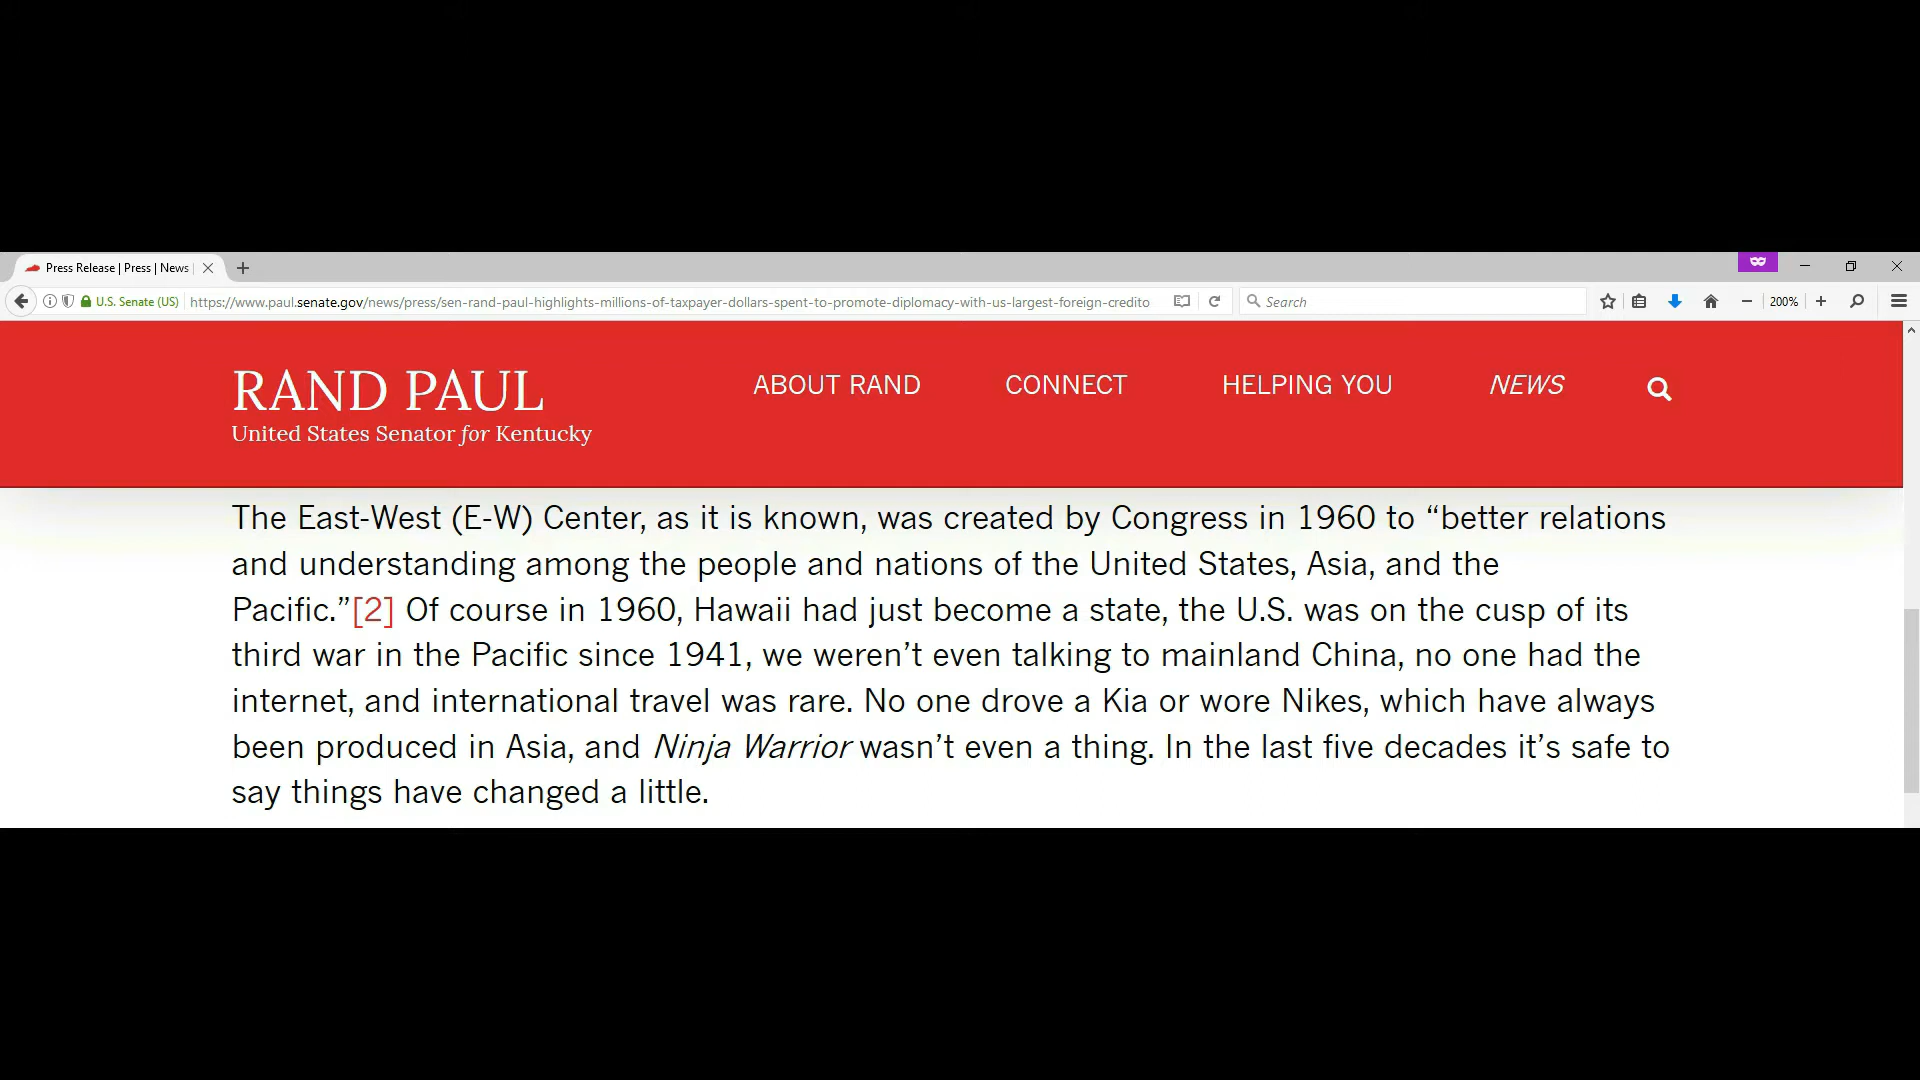 Press Release | Press | News
U.S. Senate (US)
https://www.paul.senate.gov/news/press/sen-rand-paul-highlights-millions-of-taxpayer-dollars-spent-to-promote-diplomacy-with-us-largest-foreign-credito
Search
200%
RAND PAUL
United States Senator for Kentucky
ABOUT RAND
CONNECT
HELPING YOU
NEWS
The East-West (E-W) Center, as it is known, was created by Congress in 1960 to “better relations
and understanding among the people and nations of the United States, Asia, and the
Pacific.”[2] Of course in 1960, Hawaii had just become a state, the U.S. was on the cusp of its
third war in the Pacific since 1941, we weren’t even talking to mainland China, no one had the
internet, and international travel was rare. No one drove a Kia or wore Nikes, which have always
been produced in Asia, and Ninja Warrior wasn’t even a thing. In the last five decades it’s safe to
say things have changed a little.